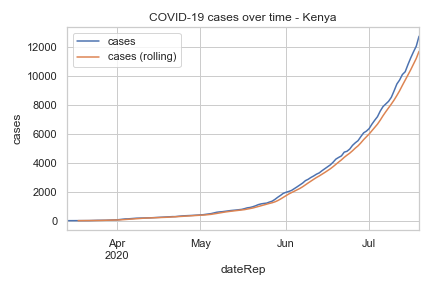 COVID-19 cases over time - Kenya
cases
cases (rolling)
12000
10000
8000
6000
4000
2000
0
cases
Apr
2020
May
Jun
Jul
dateRep